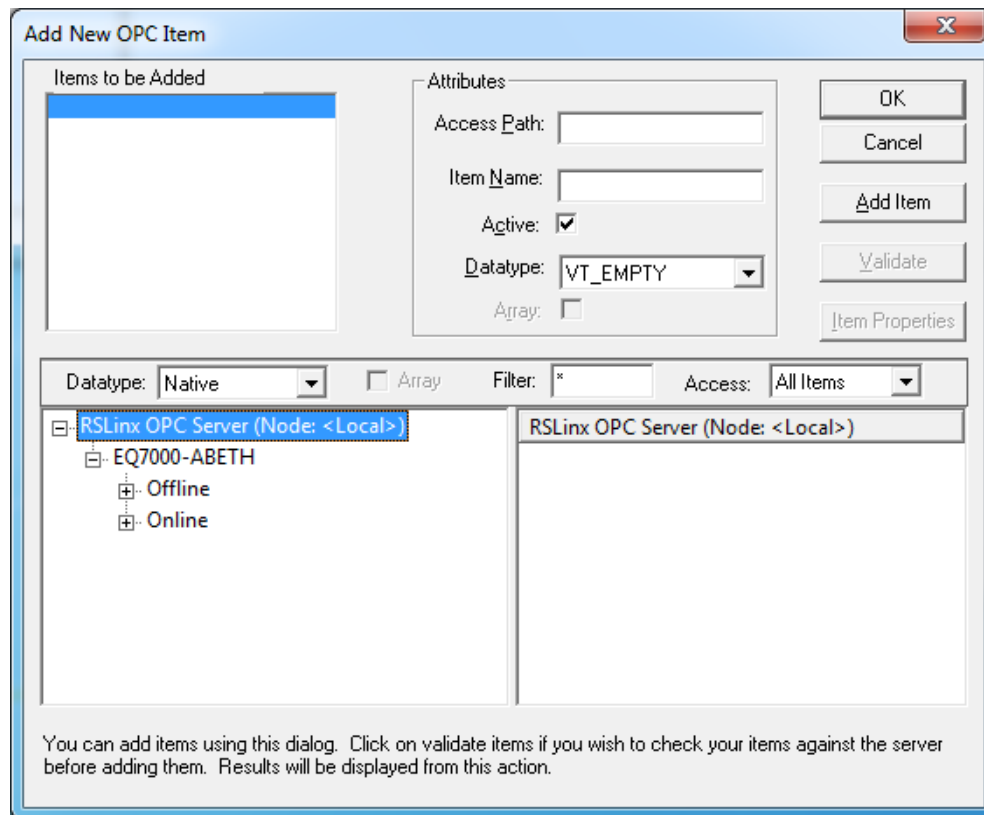 Add New OPC Item
Items to be Added
Attributes
Access Path:
Item Name:
Active:
Datatype: VT_EMPTY
Array:
OK
Cancel
Add Item
Validate
Item Properties
Datatype: Native Array Filter: * Access: All Items
RSLinx OPC Server (Node: <Local>)
EQ7000-ABETH
Offline
Online
RSLinx OPC Server (Node: <Local>)
You can add items using this dialog. Click on validate items if you wish to check your items against the server
before adding them. Results will be displayed from this action.